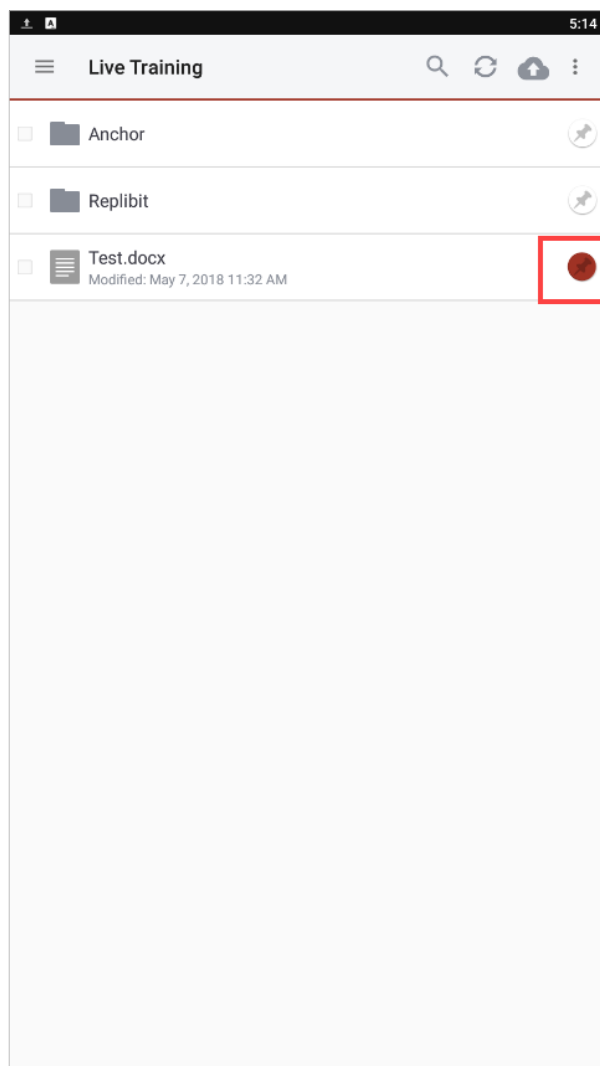 5:14
Live Training
Anchor
Replibit
Test.docx
Modified: May 7, 2018 11:32 AM